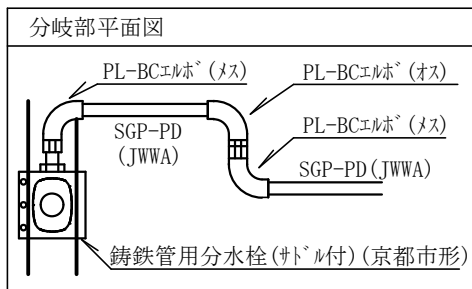 分岐部平面図
PL-BCｴﾙﾎﾞ(ﾒｽ)
PL-BCｴﾙﾎﾞ(ｵｽ)
SGP-PD
(JWWA)
PL-BCｴﾙﾎﾞ(ﾒｽ)
SGP-PD(JWWA)
鋳鉄管用分水栓(ｻﾄﾞﾙ付)(京都市形)